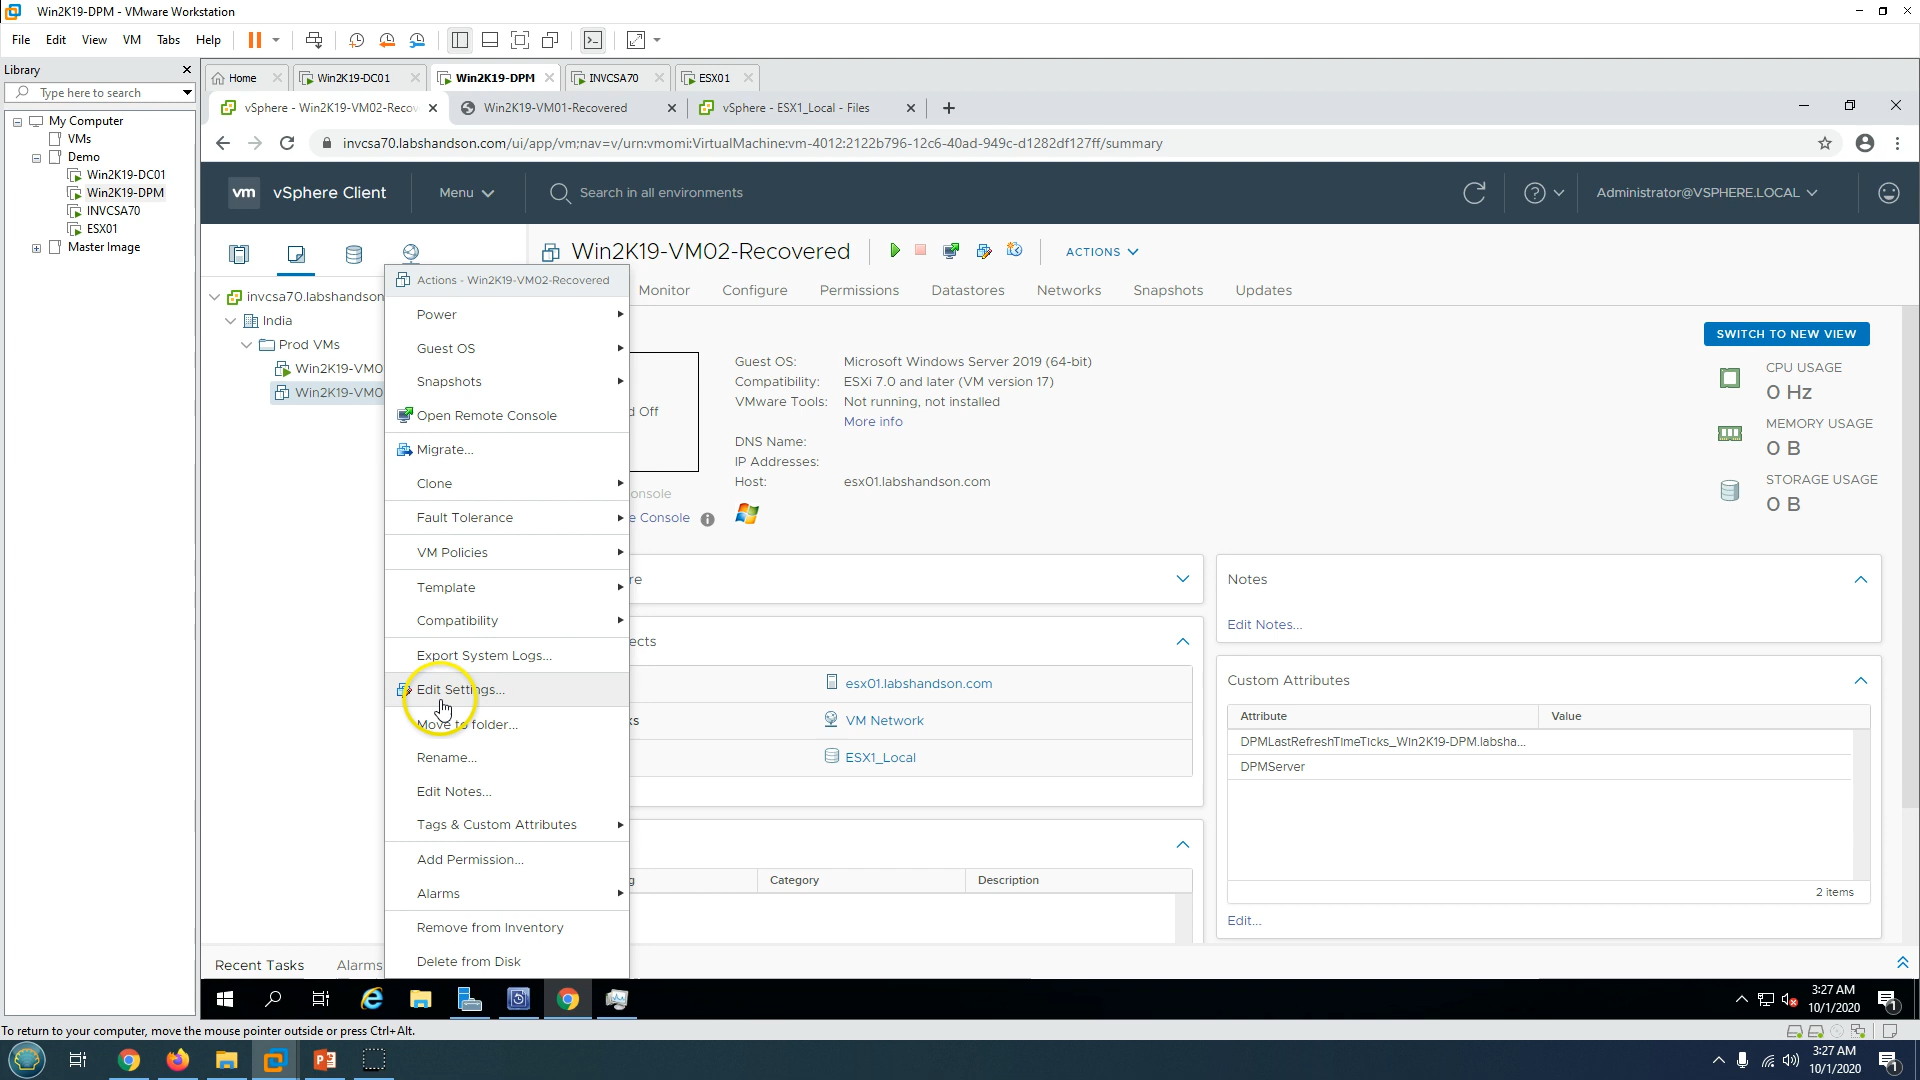 Win2K19-DPM - VMware Workstation
File Edit View VM Tabs Help
Library
Type here to search
My Computer
VMs
Demo
Win2K19-DC01
Win2K19-DPM
INVCSA70
ESX01
Master Image
Home Win2K19-DC01 Win2K19-DPM INVCSA70 ESX01
vSphere - Win2K19-VM02-Recov Win2K19-VM01-Recovered vSphere - ESX1_Local - Files
invcsa70.labshandson.com/ui/app/vm;nav=v/urn:vmomi:VirtualMachine:vm-4012:2122b796-12c6-40ad-949c-d1282df127ff/summary
vm vSphere Client Menu Search in all environments Administrator@VSPHERE.LOCAL
Win2K19-VM02-Recovered ACTIONS
Monitor Configure Permissions Datastores Networks Snapshots Updates
invcsa70.labshandson
India
Prod VMs
Win2K19-VM0
Win2K19-VM0
Actions - Win2K19-VM02-Recovered
Power
Guest OS
Snapshots
Open Remote Console
Migrate...
Clone
Fault Tolerance
VM Policies
Template
Compatibility
Export System Logs...
Edit Settings...
Move to folder...
Rename...
Edit Notes...
Tags & Custom Attributes
Add Permission...
Alarms
Remove from Inventory
Delete from Disk
d Off
onsole
e Console
Guest OS: Microsoft Windows Server 2019 (64-bit)
Compatibility: ESXi 7.0 and later (VM version 17)
VMware Tools: Not running, not installed
More info
DNS Name:
IP Addresses:
Host: esx01.labshandson.com
SWITCH TO NEW VIEW
CPU USAGE
0 Hz
MEMORY USAGE
0 B
STORAGE USAGE
0 B
re
ects
esx01.labshandson.com
ks VM Network
ESX1_Local
g Category Description
Notes
Edit Notes...
Custom Attributes
Attribute Value
DPMLastRefreshTimeTicks_Win2K19-DPM.labsha...
DPMServer
2 items
Edit...
Recent Tasks Alarms
3:27 AM
10/1/2020
1
To return to your computer, move the mouse pointer outside or press Ctrl+Alt.
3:27 AM
10/1/2020
1